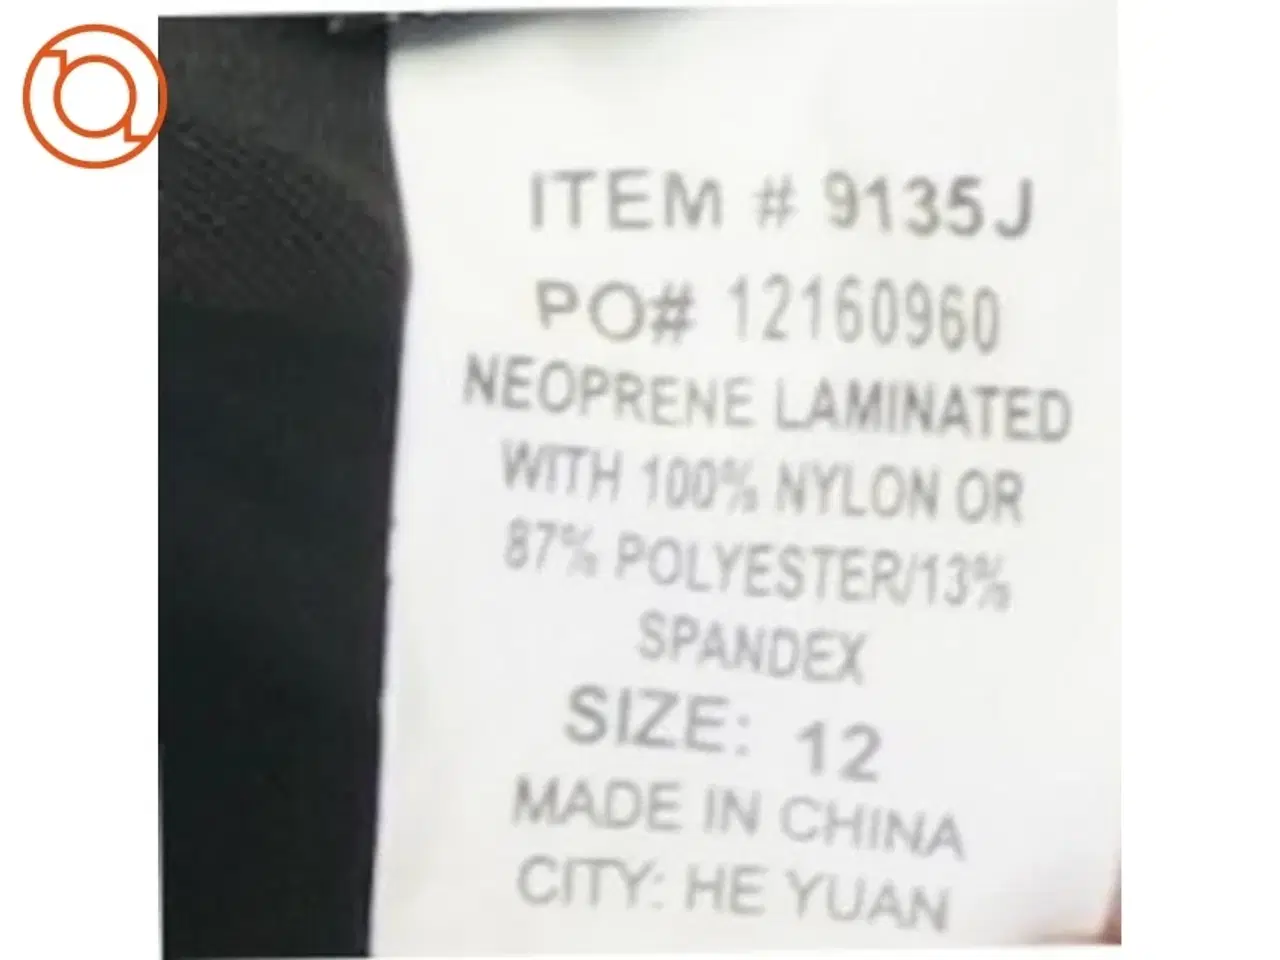 ITEM # 9135J
PO# 12160960
NEOPRENE LAMINATED
WITH 100% NYLON OR
87% POLYESTER/13%
SPANDEX
SIZE: 12
MADE IN CHINA
CITY: HE YUAN